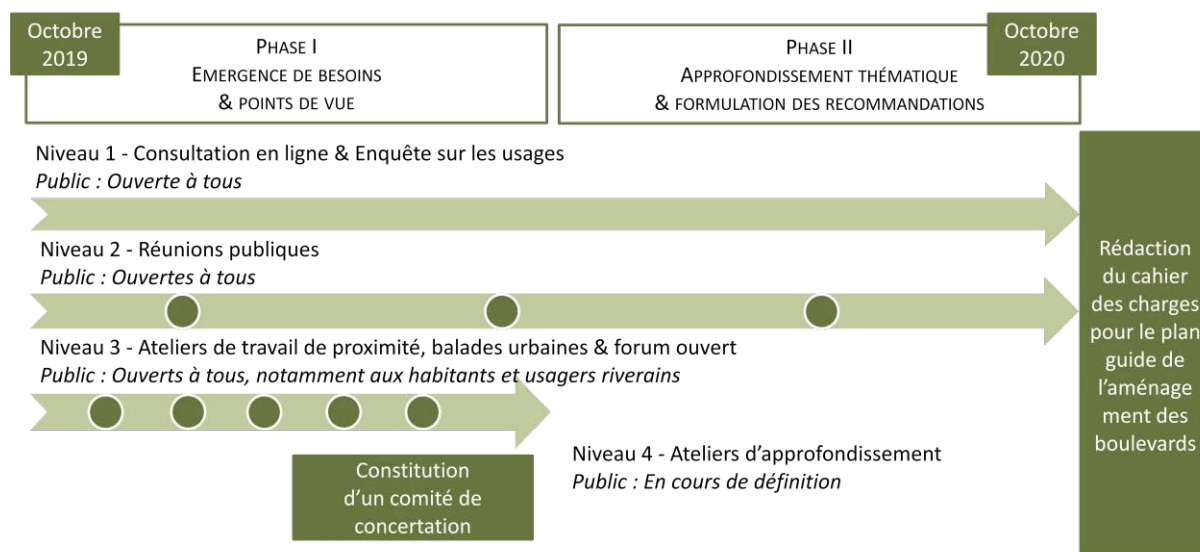 Octobre
2019
PHASE I
EMERGENCE DE BESOINS
& POINTS DE VUE
PHASE II
APPROFONDISSEMENT THÉMATIQUE
& FORMULATION DES RECOMMANDATIONS
Octobre
2020
Niveau 1 - Consultation en ligne & Enquête sur les usages
Public : Ouverte à tous
Niveau 2 - Réunions publiques
Public : Ouvertes à tous
Niveau 3 - Ateliers de travail de proximité, balades urbaines & forum ouvert
Public : Ouverts à tous, notamment aux habitants et usagers riverains
Constitution
d'un comité de
concertation
Niveau 4 - Ateliers d'approfondissement
Public : En cours de définition
Rédaction
du cahier
des charges
pour le plan
guide de
l'aménage
ment des
boulevards